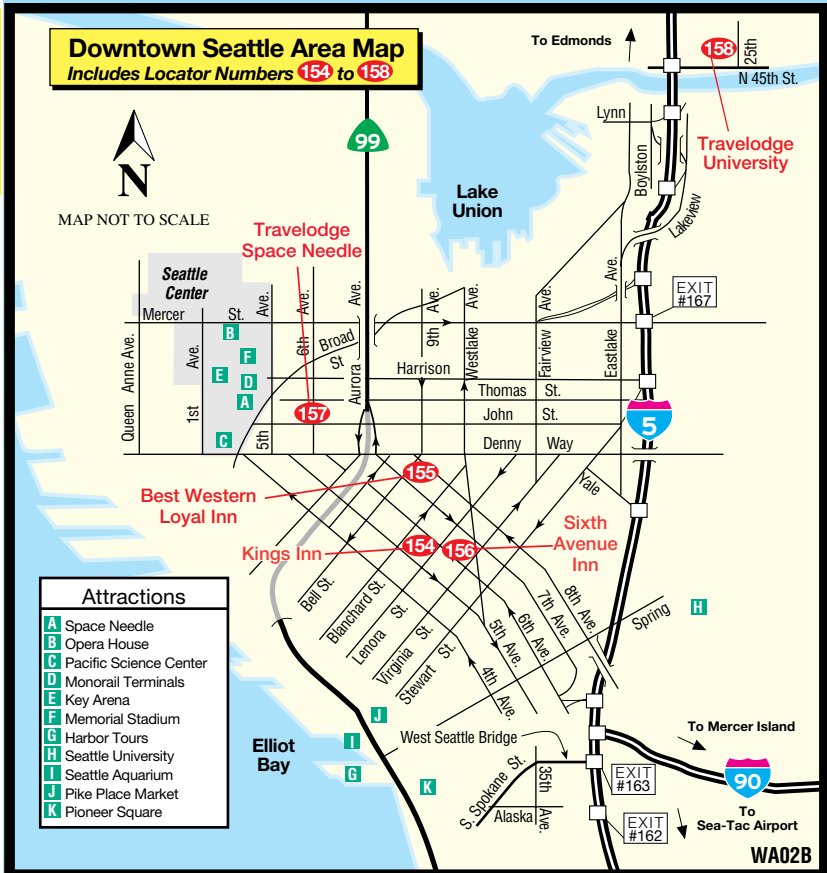 Downtown Seattle Area Map
Includes Locator Numbers 154 to 158
To Edmonds
158
25th
N 45th St.
Travelodge
University
N
MAP NOT TO SCALE
99
Lake
Union
Lynn
Boylston
Lakeview
Travelodge
Space Needle
Seattle
Center
Mercer St.
Ave.
Ave.
Ave.
Ave.
Ave.
Ave.
Ave.
EXIT
#167
Queen Anne Ave.
1st Ave.
5th
6th
Broad
St
Aurora
9th
Westlake
Fairview
Eastlake
Harrison
Thomas St.
John St.
Denny Way
B
F
E
D
A
C
157
5
Yale
155
Best Western
Loyal Inn
Kings Inn
154
156
Sixth
Avenue
Inn
Bell St.
Blanchard St.
Lenora St.
Virginia St.
Stewart St.
4th Ave.
5th Ave.
6th Ave.
7th Ave.
8th Ave.
Spring
H
Attractions
A Space Needle
B Opera House
C Pacific Science Center
D Monorail Terminals
E Key Arena
F Memorial Stadium
G Harbor Tours
H Seattle University
I Seattle Aquarium
J Pike Place Market
K Pioneer Square
Elliot
Bay
J
I
G
K
West Seattle Bridge
S. Spokane St.
35th
Ave.
Alaska
To Mercer Island
90
EXIT
#163
EXIT
#162
To
Sea-Tac Airport
WA02B